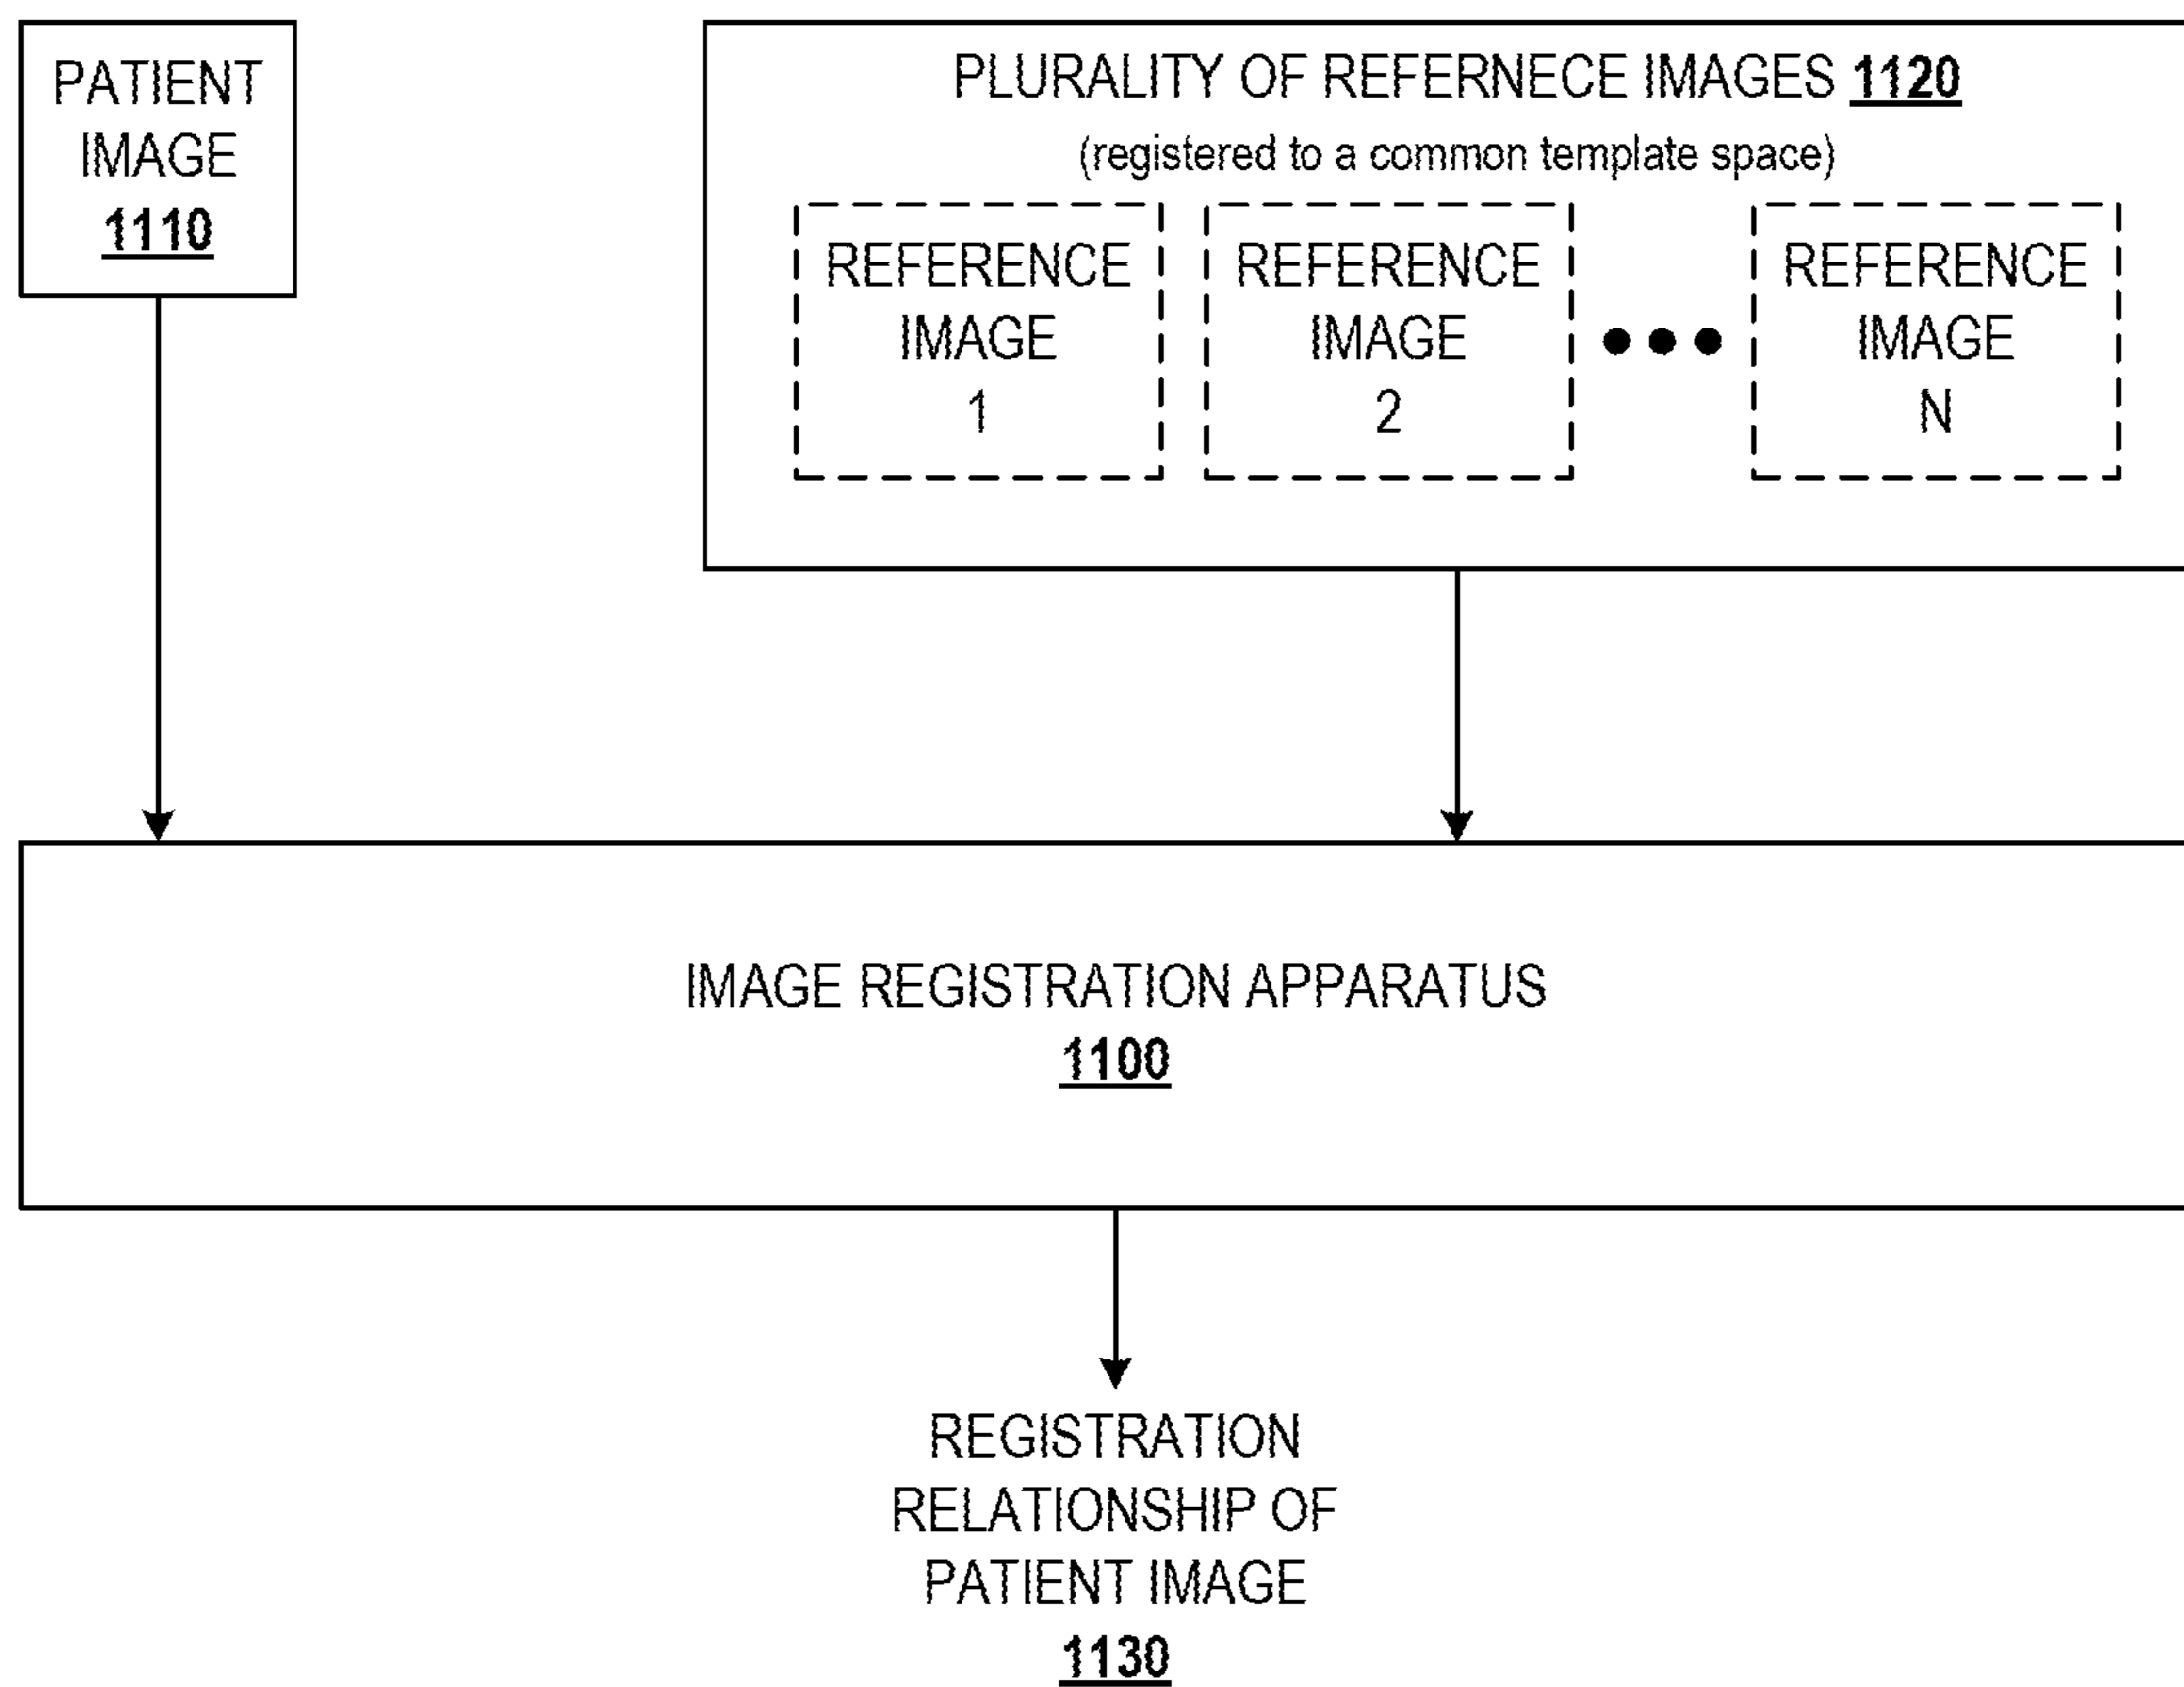 PATIENT
IMAGE
1110
PLURALITY OF REFERNECE IMAGES 1120
(registered to a common template space)
REFERENCE
IMAGE
1
REFERENCE
IMAGE
2
REFERENCE
IMAGE
N
IMAGE REGISTRATION APPARATUS
1100
REGISTRATION
RELATIONSHIP OF
PATIENT IMAGE
1130